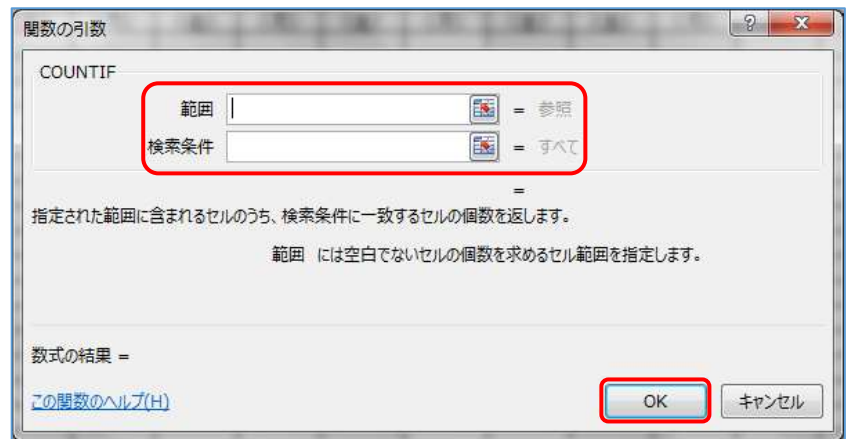 関数の引数
COUNTIF
範囲 = 参照
検索条件 = すべて
=
指定された範囲に含まれるセルのうち、検索条件に一致するセルの個数を返します。
範囲 には空白でないセルの個数を求めるセル範囲を指定します。
数式の結果 =
この関数のヘルプ(H)
OK
キャンセル